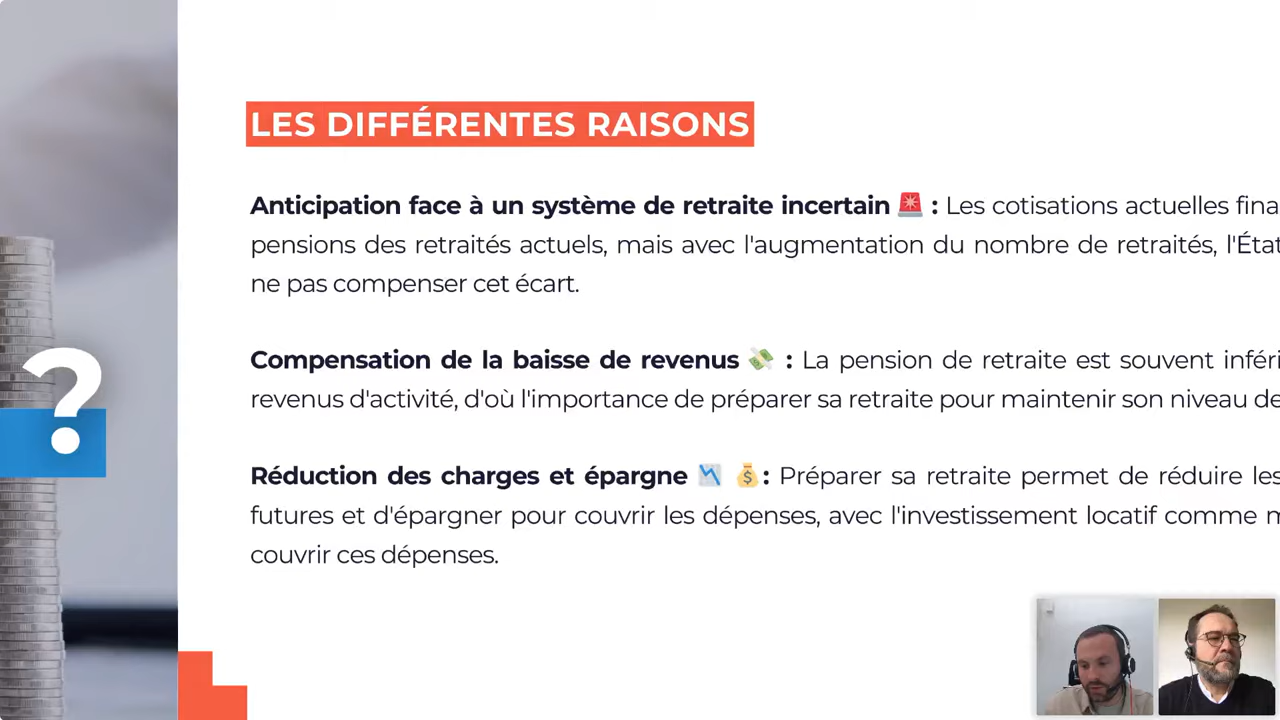 LES DIFFÉRENTES RAISONS
Anticipation face à un système de retraite incertain 🚨 : Les cotisations actuelles
pensions des retraités actuels, mais avec l'augmentation du nombre de retraités, l'État
ne pas compenser cet écart.
Compensation de la baisse de revenus 💸 : La pension de retraite est souvent
revenus d'activité, d'où l'importance de préparer sa retraite pour maintenir son niveau de
Réduction des charges et épargne 📉 💰: Préparer sa retraite permet de réduire les
futures et d'épargner pour couvrir les dépenses, avec l'investissement locatif comme
couvrir ces dépenses.
?